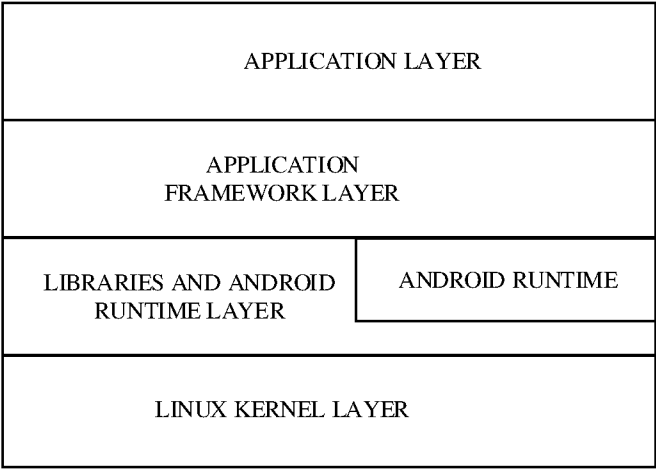 APPLICATION LAYER
APPLICATION
FRAMEWORK LAYER
LIBRARIES AND ANDROID
RUNTIME LAYER
ANDROID RUNTIME
LINUX KERNEL LAYER